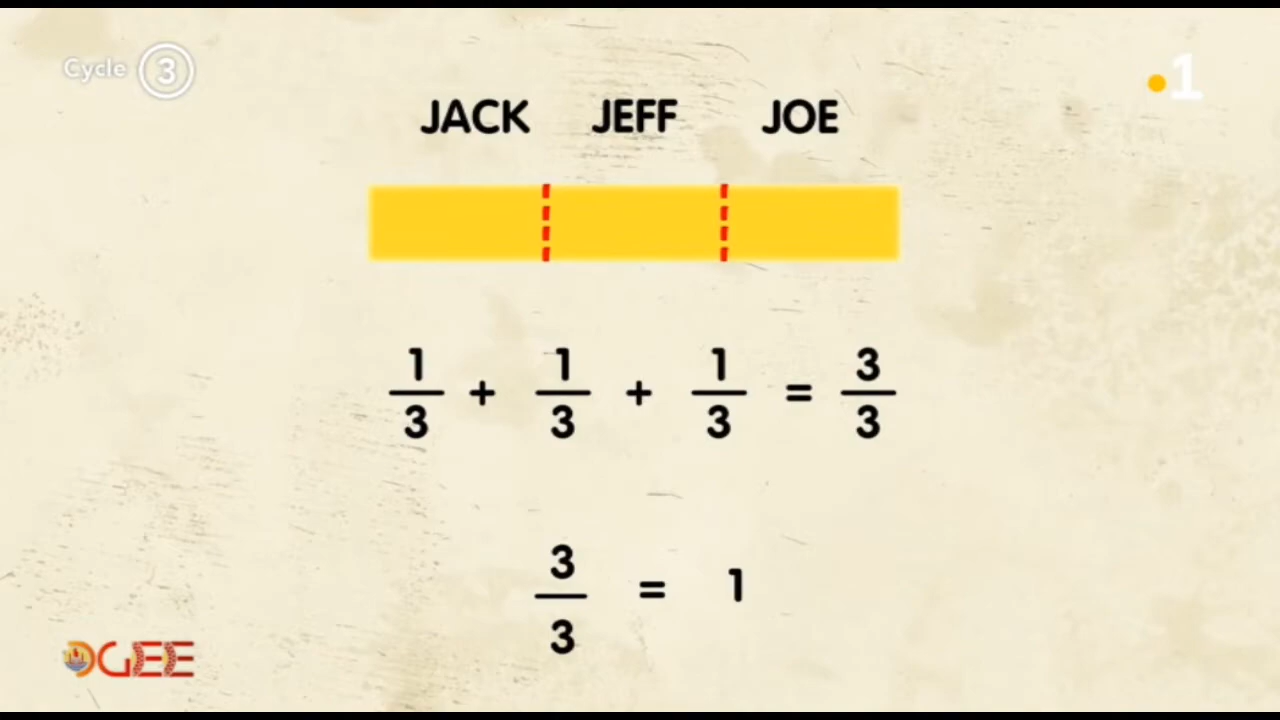 Cycle 3
1
JACK JEFF JOE
1/3 + 1/3 + 1/3 = 3/3
3/3 = 1
DGEE